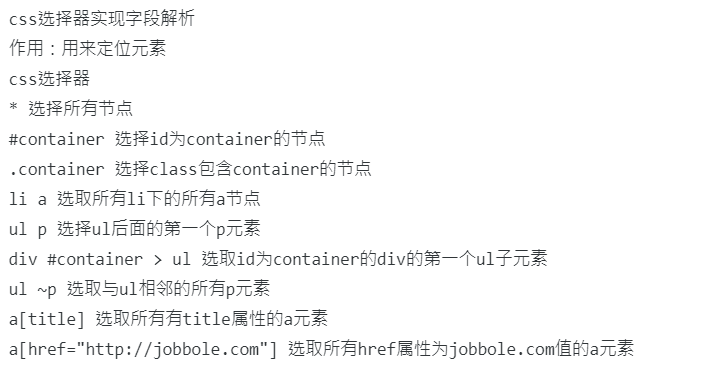 css选择器实现字段解析
作用：用来定位元素
css选择器
* 选择所有节点
#container 选择id为container的节点
.container 选择class包含container的节点
li a 选取所有li下的所有a节点
ul p 选择ul后面的第一个p元素
div #container > ul 选取id为container的div的第一个ul子元素
ul ~p 选取与ul相邻的所有p元素
a[title] 选取所有有title属性的a元素
a[href="http://jobbole.com"] 选取所有href属性为jobbole.com值的a元素